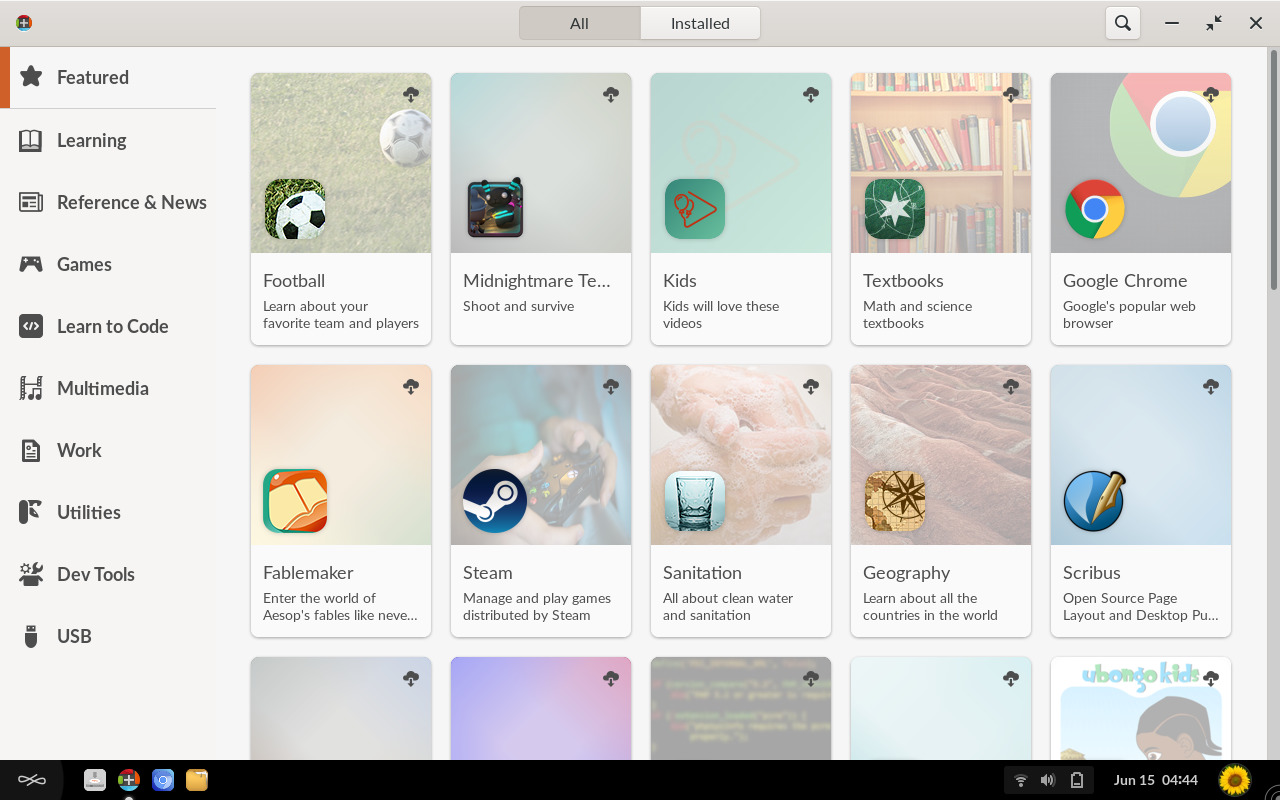 All
Installed
Featured
Learning
Reference & News
Games
Learn to Code
Multimedia
Work
Utilities
Dev Tools
USB
Football
Learn about your
favorite team and players
Midnightmare Te...
Shoot and survive
Kids
Kids will love these
videos
Textbooks
Math and science
textbooks
Google Chrome
Google's popular web
browser
Fablemaker
Enter the world of
Aesop's fables like neve...
Steam
Manage and play games
distributed by Steam
Sanitation
All about clean water
and sanitation
Geography
Learn about all the
countries in the world
Scribus
Open Source Page
Layout and Desktop Pu...
ubongo kids
Jun 15 04:44